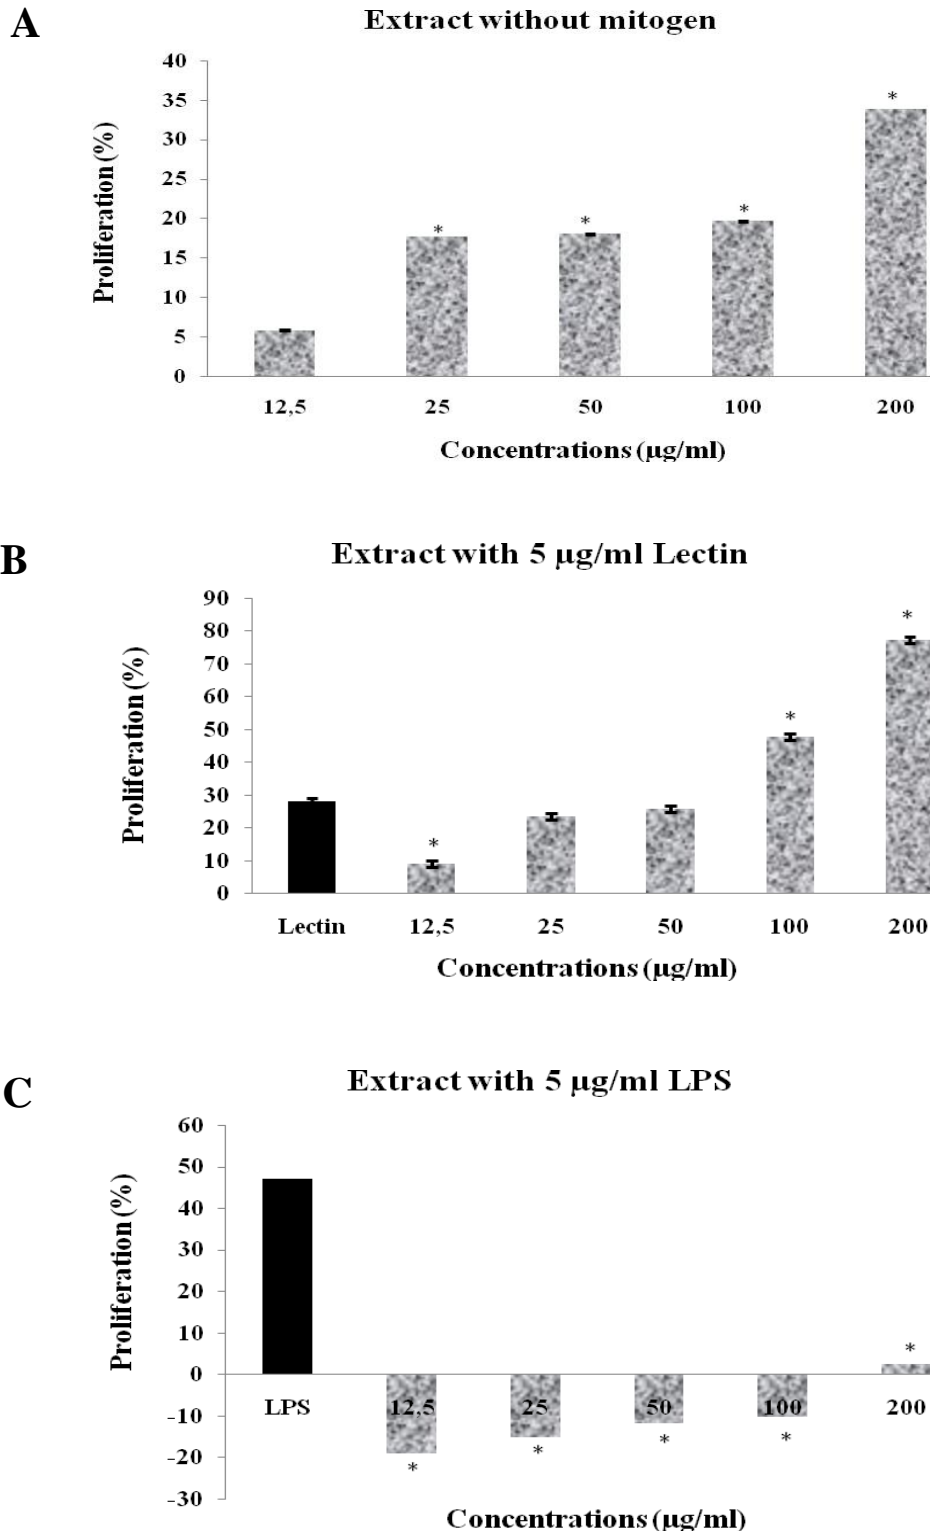 A
Extract without mitogen
40
35
30
25
20
15
10
5
0
Proliferation (%)
*
*
*
*
12,5 25 50 100 200
Concentrations (µg/ml)
B
Extract with 5 µg/ml Lectin
90
80
70
60
50
40
30
20
10
0
Proliferation (%)
*
*
*
Lectin 12,5 25 50 100 200
Concentrations (µg/ml)
C
Extract with 5 µg/ml LPS
60
50
40
30
20
10
0
-10
-20
-30
Proliferation (%)
*
LPS 12,5 25 50 100 200
*
*
*
*
Concentrations (µg/ml)